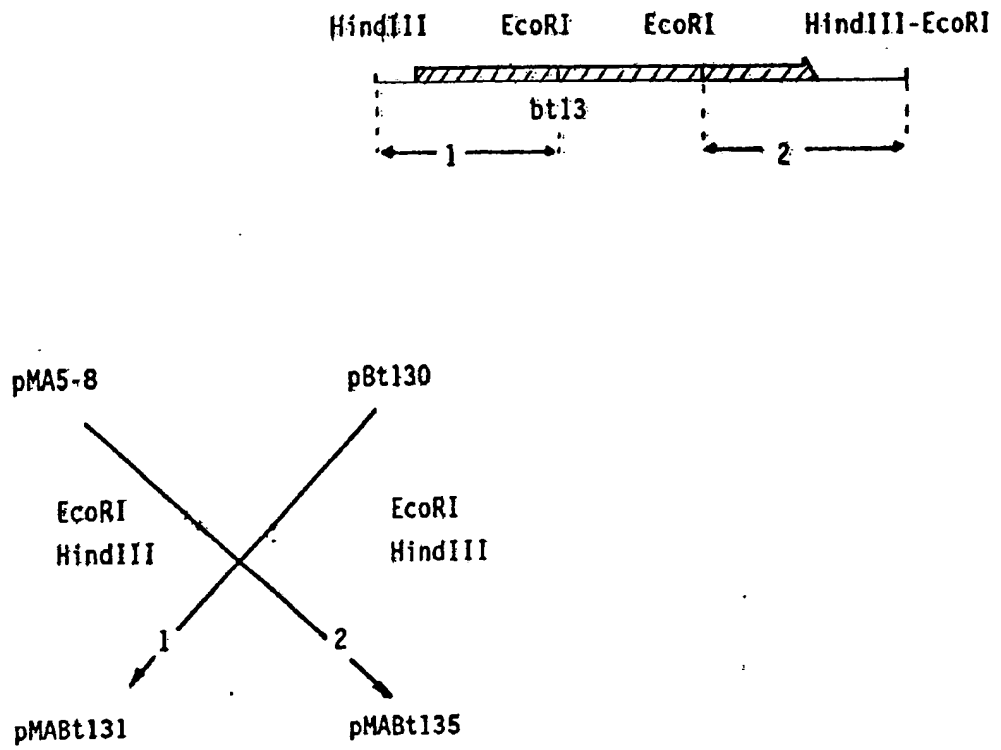 HindIII EcoRI EcoRI HindIII-EcoRI
bt13
1 2
pMA5-8 pBt130
EcoRI EcoRI
HindIII HindIII
1 2
pMABt131 pMABt135